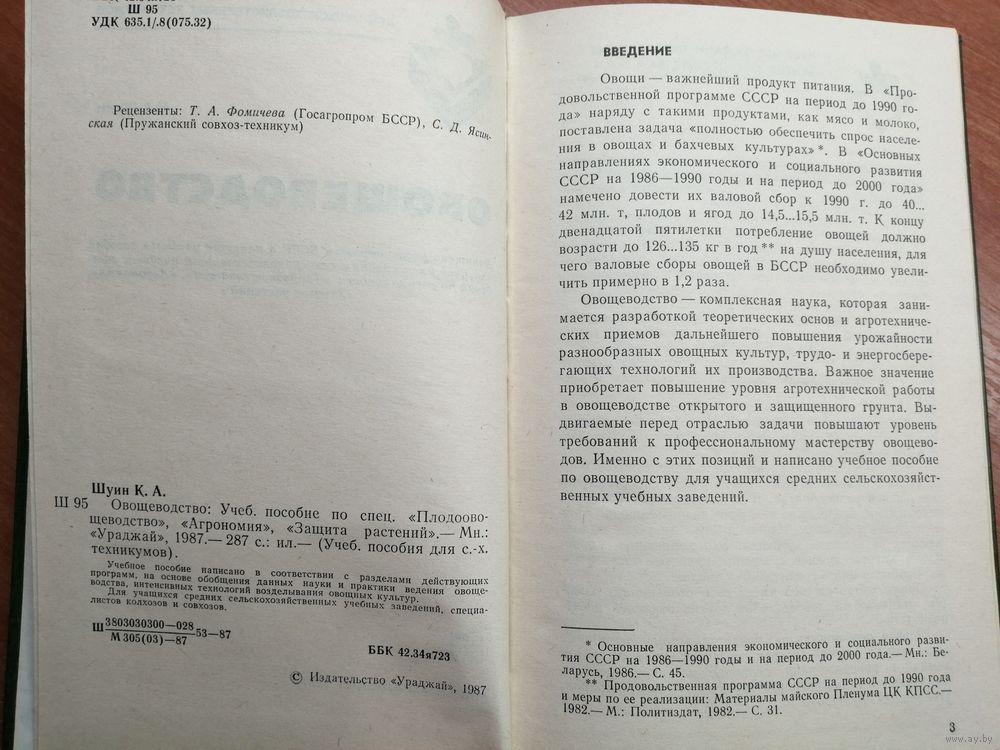 Ш 95
УДК 635.1/.8(075.32)
Рецензенты: Т. А. Фомичева (Госагропром БССР), С. Д. Ясин-
ская (Пружанский совхоз-техникум)
Шуин К. А.
Ш 95 Овощеводство: Учеб. пособие по спец. «Плодоово-
щеводство», «Агрономия», «Защита растений».— Мн.:
«Ураджай», 1987.— 287 с.: ил.— (Учеб. пособия для с.-х.
техникумов).
Учебное пособие написано в соответствии с разделами действующих
программ, на основе обобщения данных науки и практики ведения овоще-
водства, интенсивных технологий возделывания овощных культур.
Для учащихся средних сельскохозяйственных учебных заведений, специа-
листов колхозов и совхозов.
Ш 3803030300—028 53—87
М 305(03)—87
ББК 42.34я723
© Издательство «Ураджай», 1987
ВВЕДЕНИЕ
Овощи — важнейший продукт питания. В «Про-
довольственной программе СССР на период до 1990 го-
да» наряду с такими продуктами, как мясо и молоко,
поставлена задача «полностью обеспечить спрос населе-
ния в овощах и бахчевых культурах»*. В «Основных
направлениях экономического и социального развития
СССР на 1986—1990 годы и на период до 2000 года»
намечено довести их валовой сбор к 1990 г. до 40...
42 млн. т, плодов и ягод до 14,5...15,5 млн. т. К концу
двенадцатой пятилетки потребление овощей должно
возрасти до 126...135 кг в год ** на душу населения, для
чего валовые сборы овощей в БССР необходимо увели-
чить примерно в 1,2 раза.
Овощеводство — комплексная наука, которая зани-
мается разработкой теоретических основ и агротехниче-
ских приемов дальнейшего повышения урожайности
разнообразных овощных культур, трудо- и энергосбере-
гающих технологий их производства. Важное значение
приобретает повышение уровня агротехнической работы
в овощеводстве открытого и защищенного грунта. Вы-
двигаемые перед отраслью задачи повышают уровень
требований к профессиональному мастерству овощево-
дов. Именно с этих позиций и написано учебное пособие
по овощеводству для учащихся средних сельскохозяйст-
венных учебных заведений.
* Основные направления экономического и социального разви-
тия СССР на 1986—1990 годы и на период до 2000 года.— Мн.: Бе-
ларусь, 1986.— С. 45.
** Продовольственная программа СССР на период до 1990 года
и меры по ее реализации: Материалы майского Пленума ЦК КПСС.—
1982.— М.: Политиздат, 1982.— С. 31.
3
www.ay.by